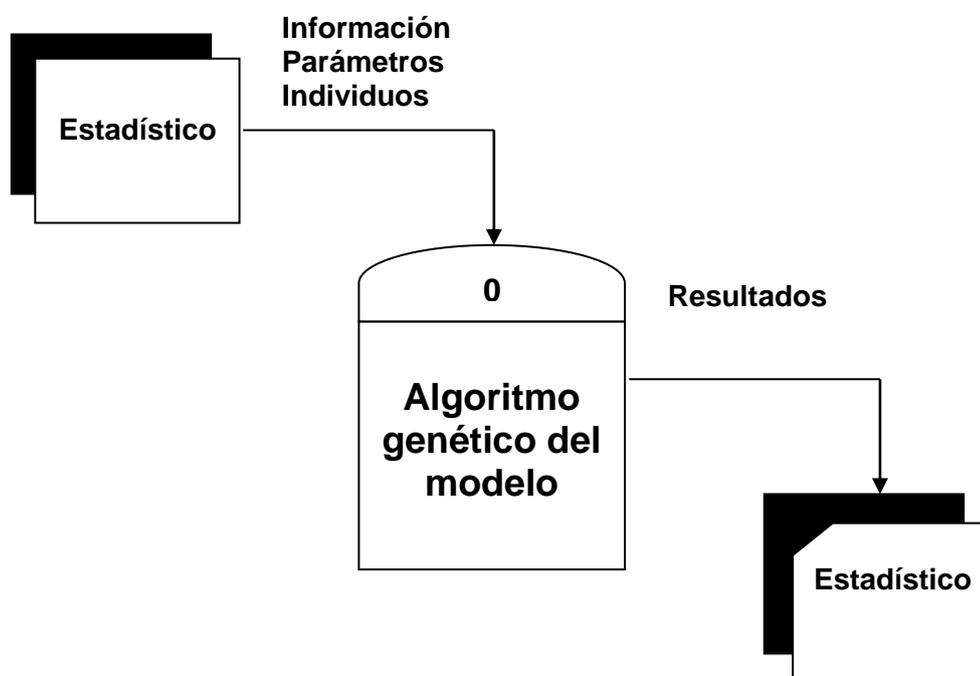 Información
Parámetros
Individuos
Estadístico
0
Resultados
Algoritmo
genético del
modelo
Estadístico